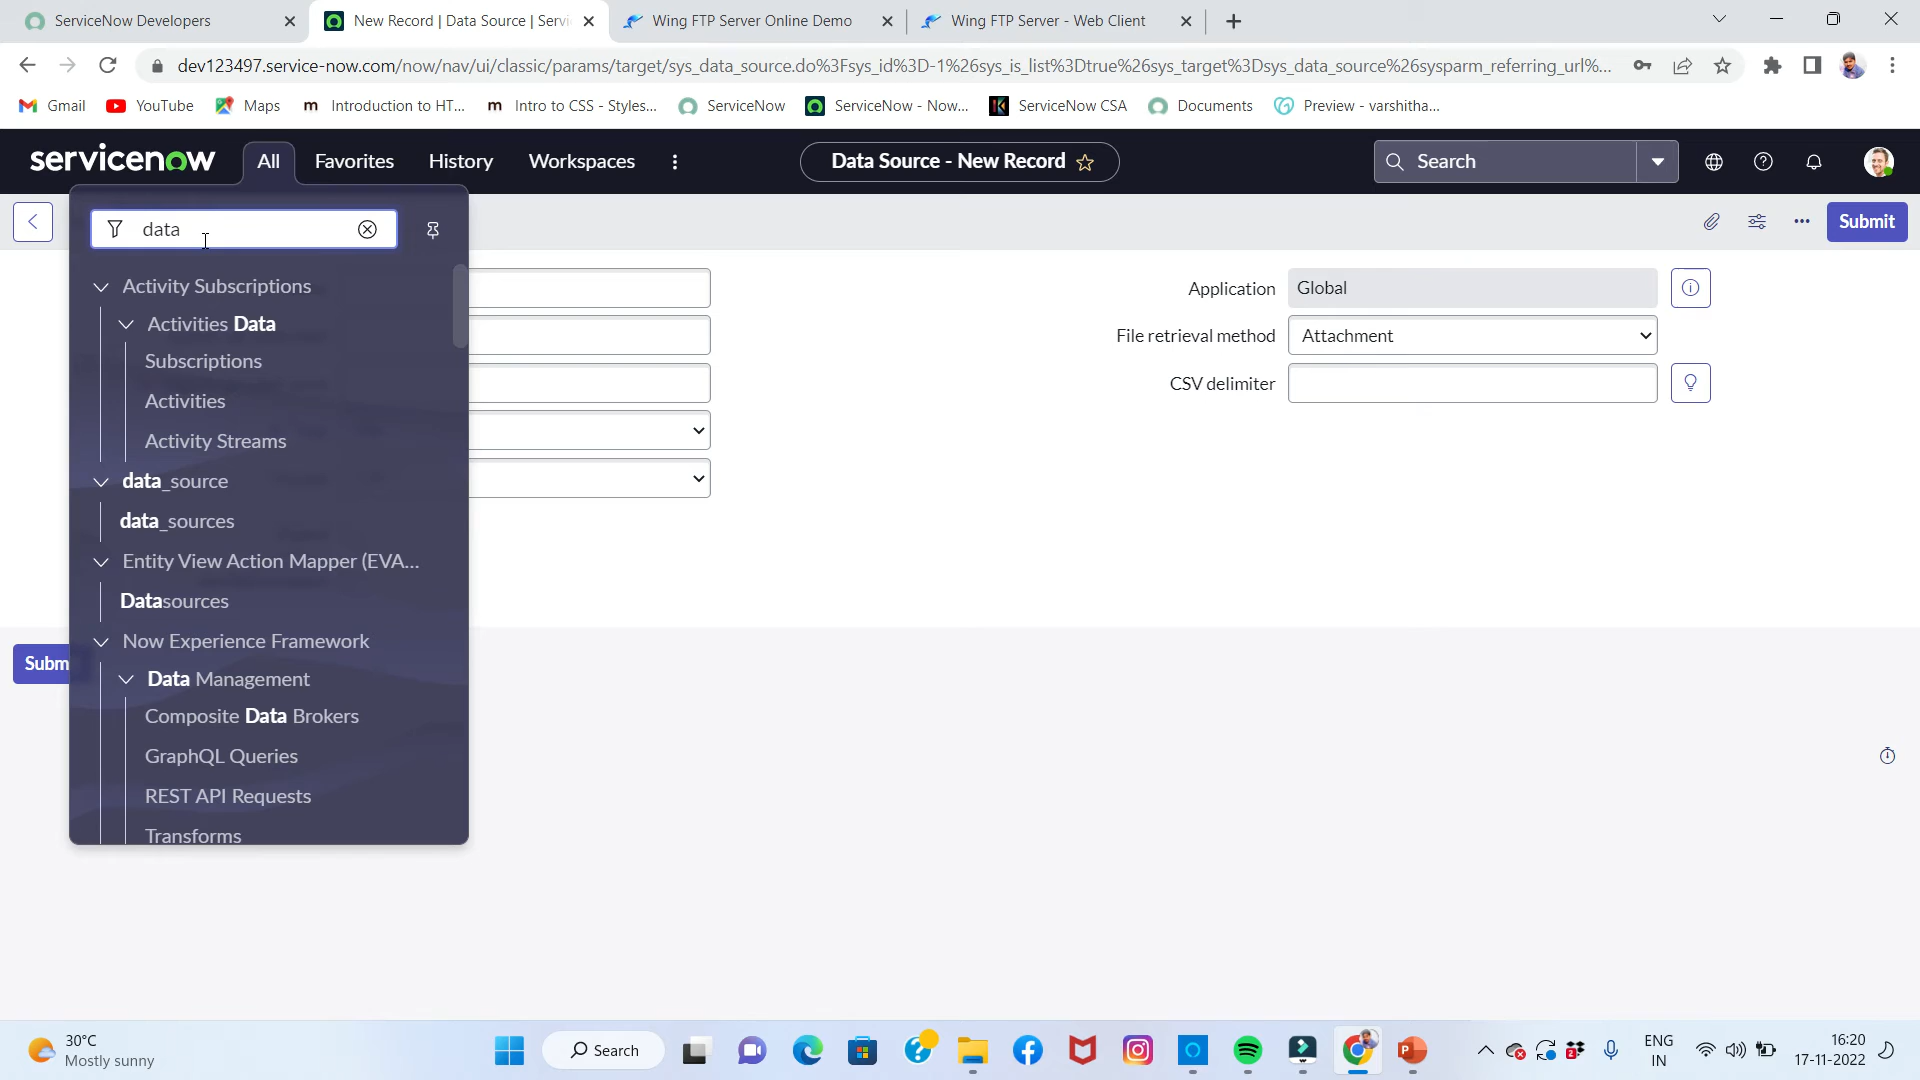 ServiceNow Developers
New Record | Data Source | Servi
Wing FTP Server Online Demo
Wing FTP Server - Web Client
dev123497.service-now.com/now/nav/ui/classic/params/target/sys_data_source.do%3Fsys_id%3D-1%26sys_is_list%3Dtrue%26sys_target%3Dsys_data_source%26sysparm_referring_url%...
Gmail
YouTube
Maps
Introduction to HT...
Intro to CSS - Styles...
ServiceNow
ServiceNow - Now...
ServiceNow CSA
Documents
Preview - varshitha...
servicenow
All
Favorites
History
Workspaces
Data Source - New Record
Search
data
Submit
Activity Subscriptions
Activities Data
Subscriptions
Activities
Activity Streams
data_source
data_sources
Entity View Action Mapper (EVA...
Datasources
Now Experience Framework
Data Management
Composite Data Brokers
GraphQL Queries
REST API Requests
Transforms
Application
Global
File retrieval method
Attachment
CSV delimiter
Subm
30°C
Mostly sunny
Search
ENG
IN
16:20
17-11-2022